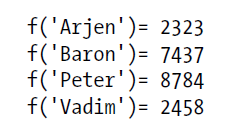 f('Arjen')= 2323
f('Baron')= 7437
f('Peter')= 8784
f('Vadim')= 2458